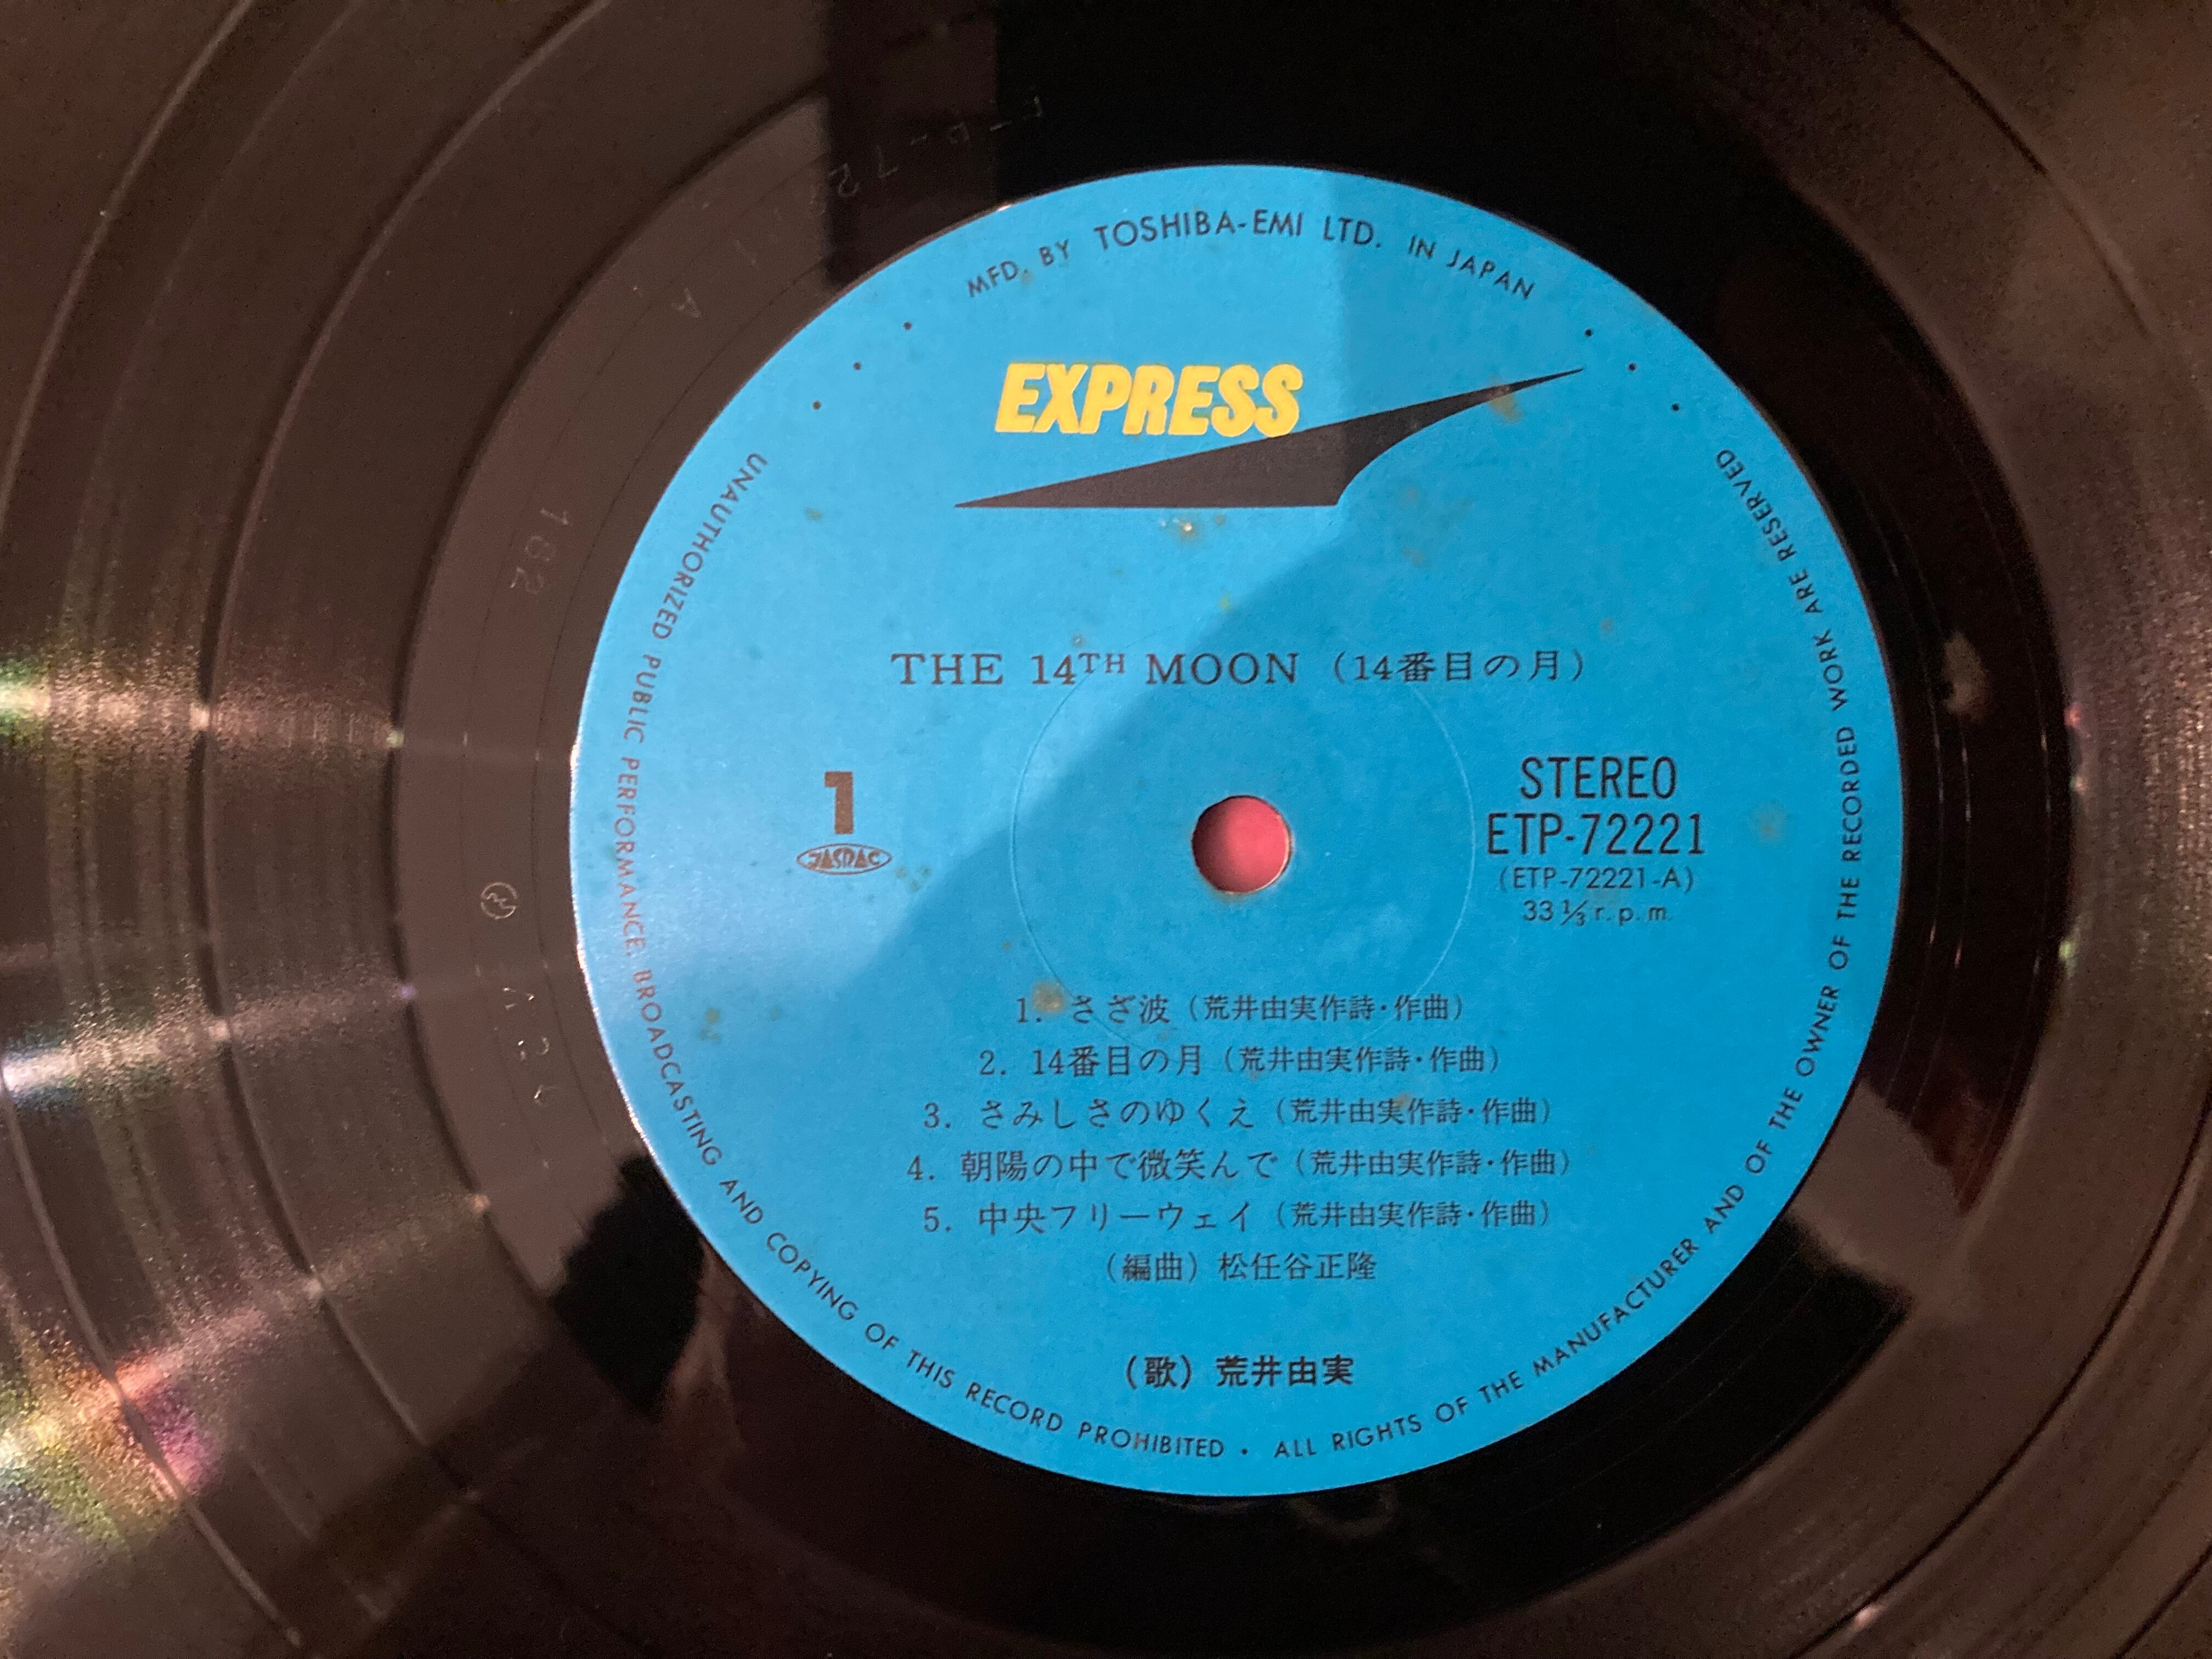 MFD. BY TOSHIBA-EMI LTD. IN JAPAN
EXPRESS
THE 14TH MOON (14番目の月)
1
JASRAC
STEREO
ETP-72221
(ETP-72221-A)
33 1/3 r.p.m.
1. さざ波 (荒井由実作詩・作曲)
2. 14番目の月 (荒井由実作詩・作曲)
3. さみしさのゆくえ (荒井由実作詩・作曲)
4. 朝陽の中で微笑んで (荒井由実作詩・作曲)
5. 中央フリーウェイ (荒井由実作詩・作曲)
(編曲) 松任谷正隆
(歌) 荒井由実
UNAUTHORIZED PUBLIC PERFORMANCE. BROADCASTING AND COPYING OF THIS RECORD PROHIBITED • ALL RIGHTS OF THE MANUFACTURER AND OF THE OWNER OF THE RECORDED WORK ARE RESERVED